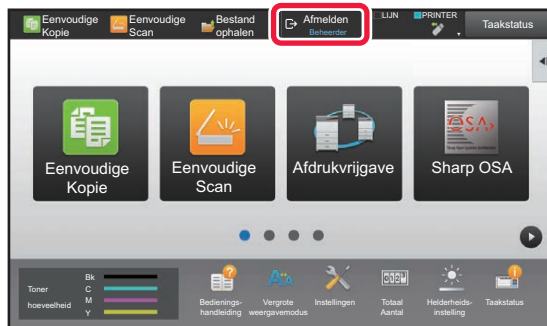 Eenvoudige
Kopie
Eenvoudige
Scan
Bestand
ophalen
Afmelden
Beheerder
LIJN
PRINTER
Taakstatus
Eenvoudige
Kopie
Eenvoudige
Scan
Afdrukvrijgave
OSA
Sharp OSA
Toner
hoeveelheid
Bk
C
M
Y
Bedienings-
handleiding
Vergrote
weergavemodus
Instellingen
Totaal
Aantal
Helderheids-
instelling
Taakstatus